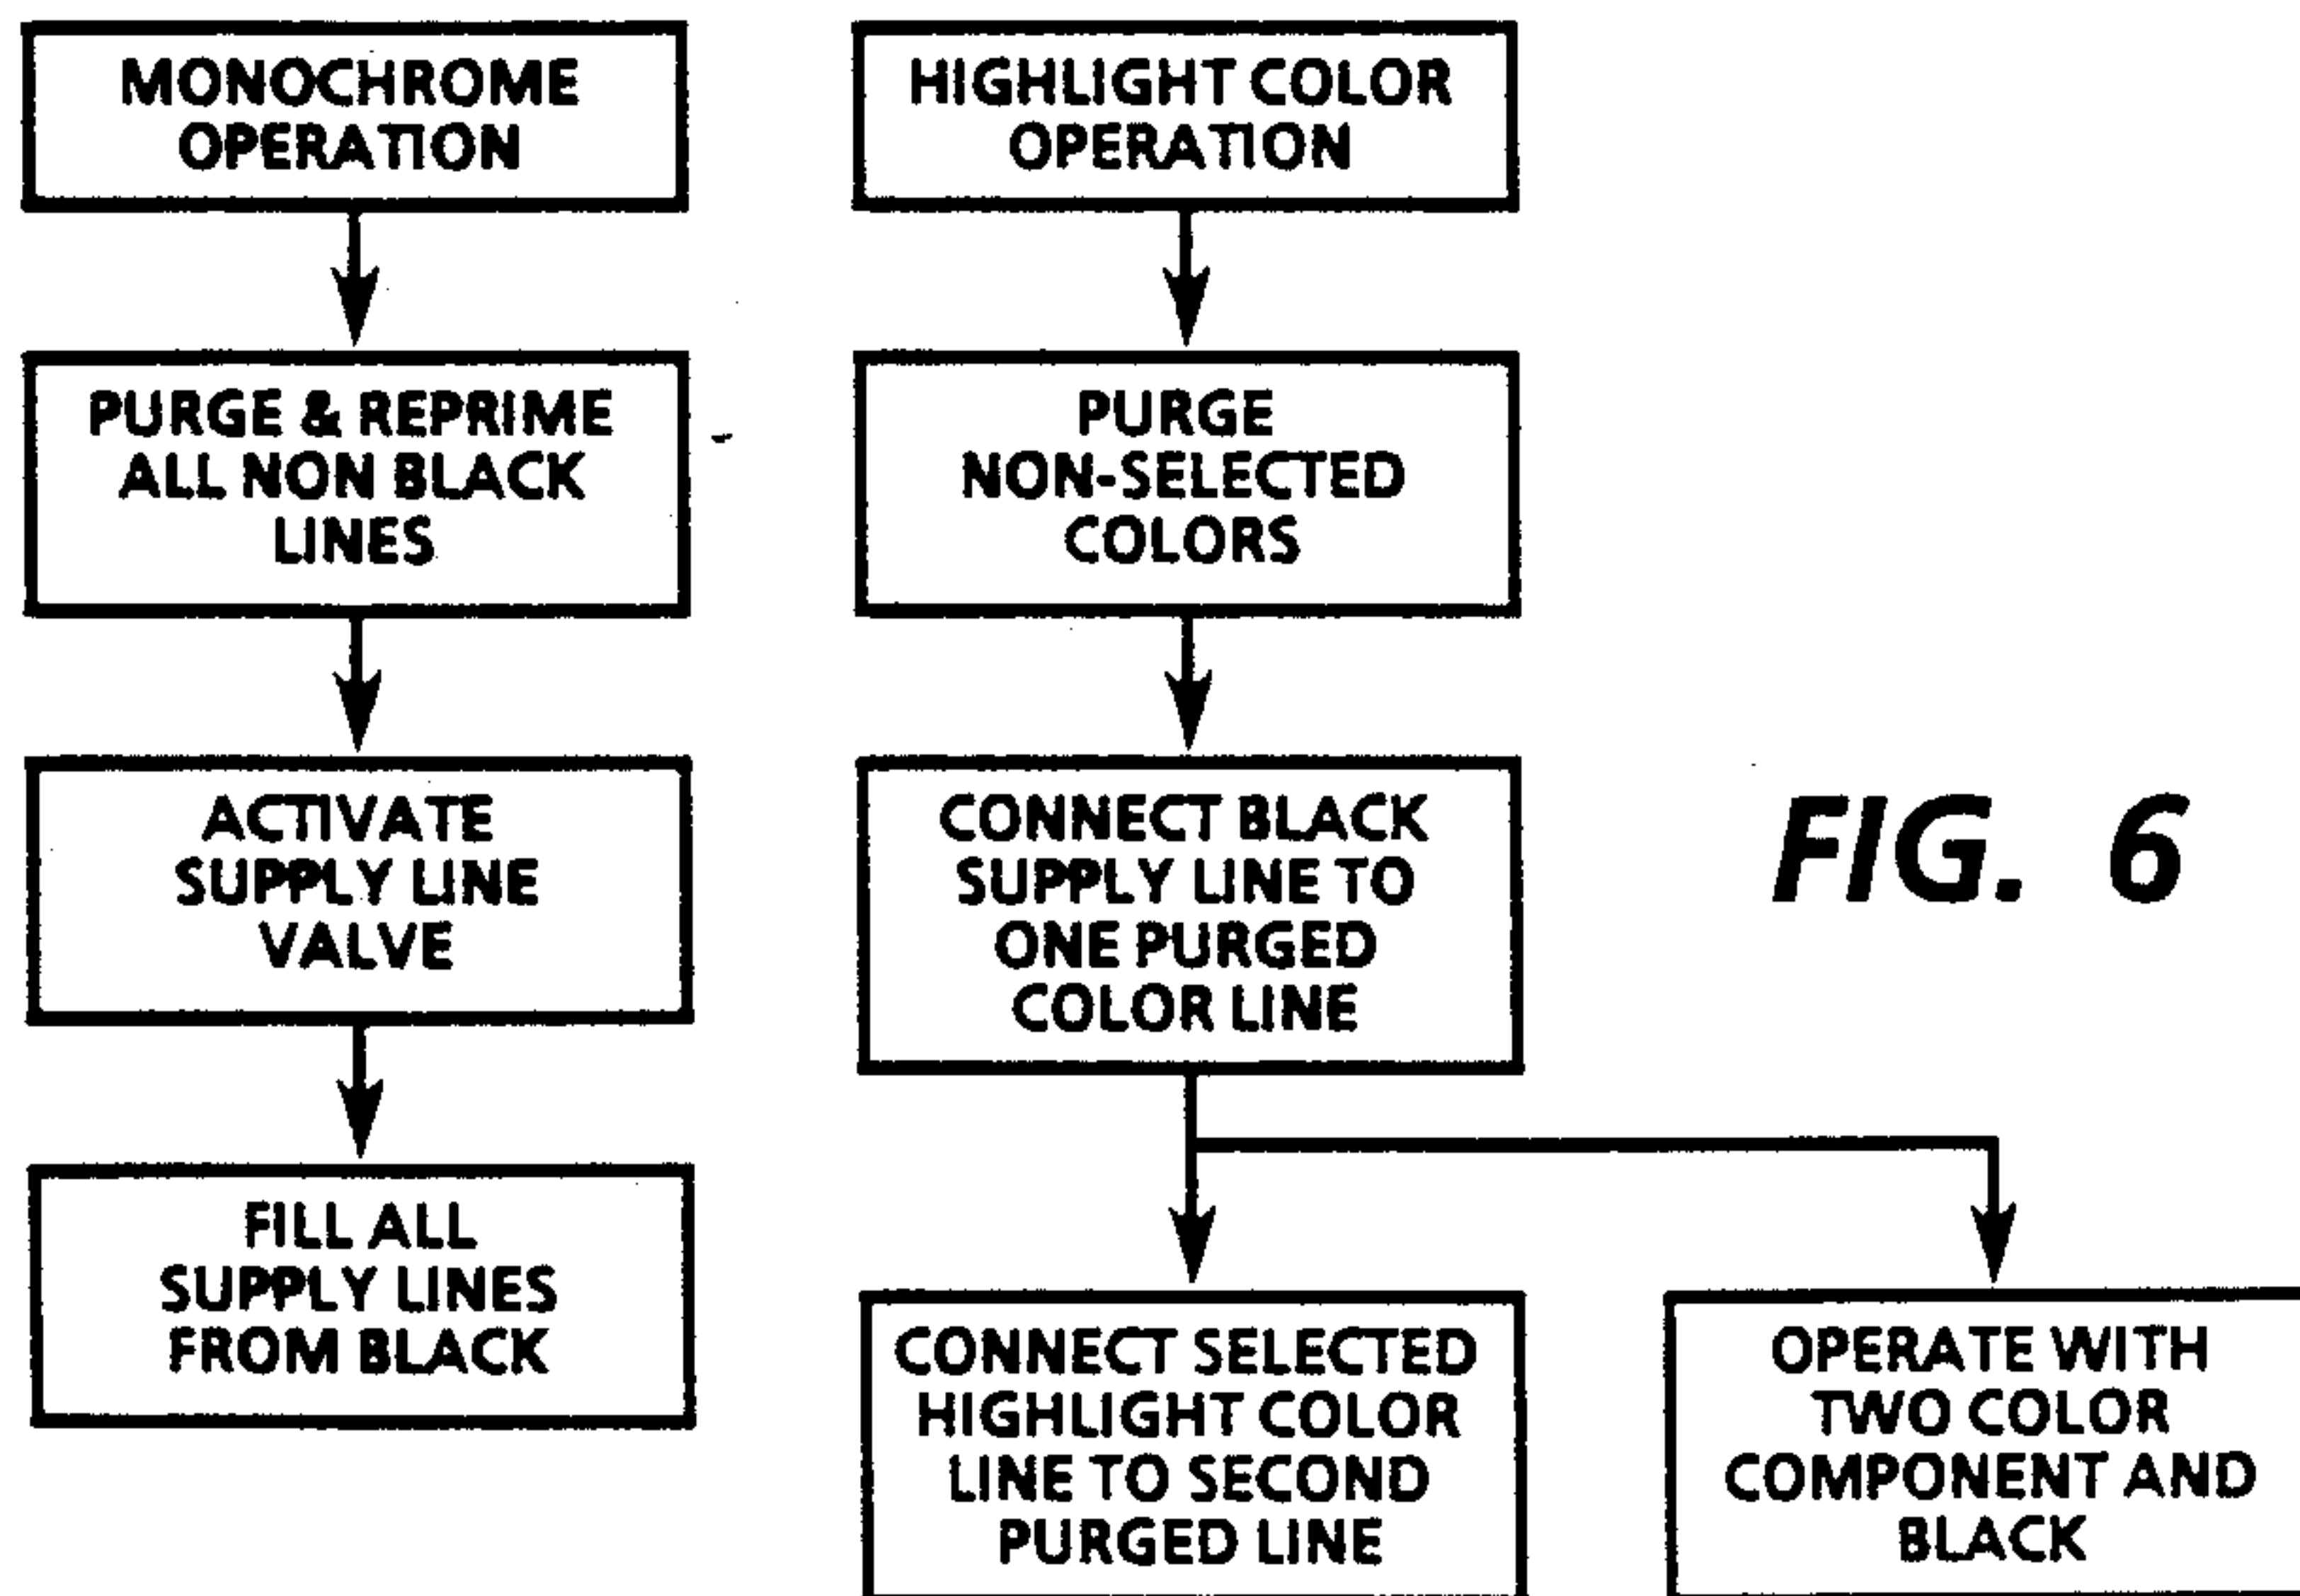 MONOCHROME
OPERATION
PURGE & REPRIME
ALL NON BLACK
LINES
ACTIVATE
SUPPLY LINE
VALVE
FILL ALL
SUPPLY LINES
FROM BLACK
HIGHLIGHT COLOR
OPERATION
PURGE
NON-SELECTED
COLORS
CONNECT BLACK
SUPPLY LINE TO
ONE PURGED
COLOR LINE
CONNECT SELECTED
HIGHLIGHT COLOR
LINE TO SECOND
PURGED LINE
OPERATE WITH
TWO COLOR
COMPONENT AND
BLACK
FIG. 6